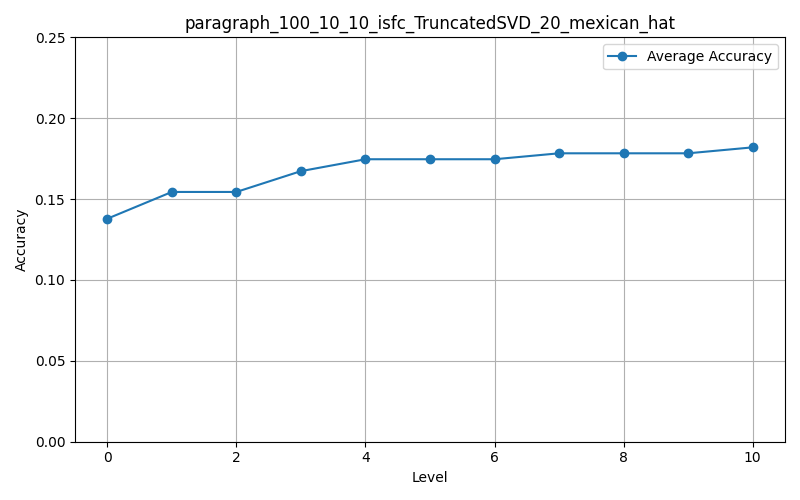 paragraph_100_10_10_isfc_TruncatedSVD_20_mexican_hat
Average Accuracy
0.25
0.20
0.15
0.10
0.05
0.00
Accuracy
0 2 4 6 8 10
Level